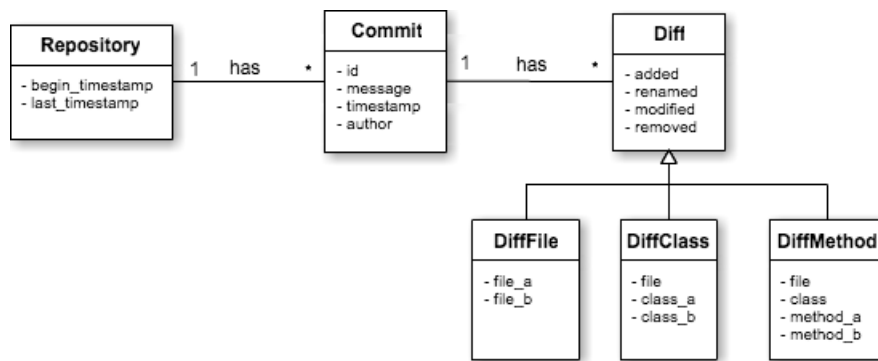 Repository
- begin_timestamp
- last_timestamp
1 has *
Commit
- id
- message
- timestamp
- author
1 has *
Diff
- added
- renamed
- modified
- removed
DiffFile
- file_a
- file_b
DiffClass
- file
- class_a
- class_b
DiffMethod
- file
- class
- method_a
- method_b